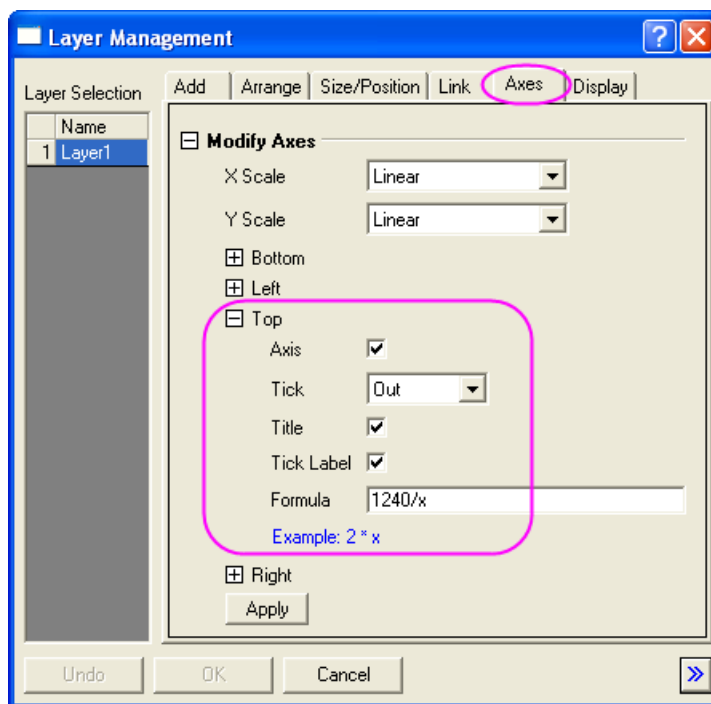 Layer Management
Layer Selection
Add Arrange Size/Position Link Axes Display
Name
1 Layer1
Modify Axes
X Scale Linear
Y Scale Linear
Bottom
Left
Top
Axis
Tick Out
Title
Tick Label
Formula 1240/x
Example: 2 * x
Right
Apply
Undo OK Cancel